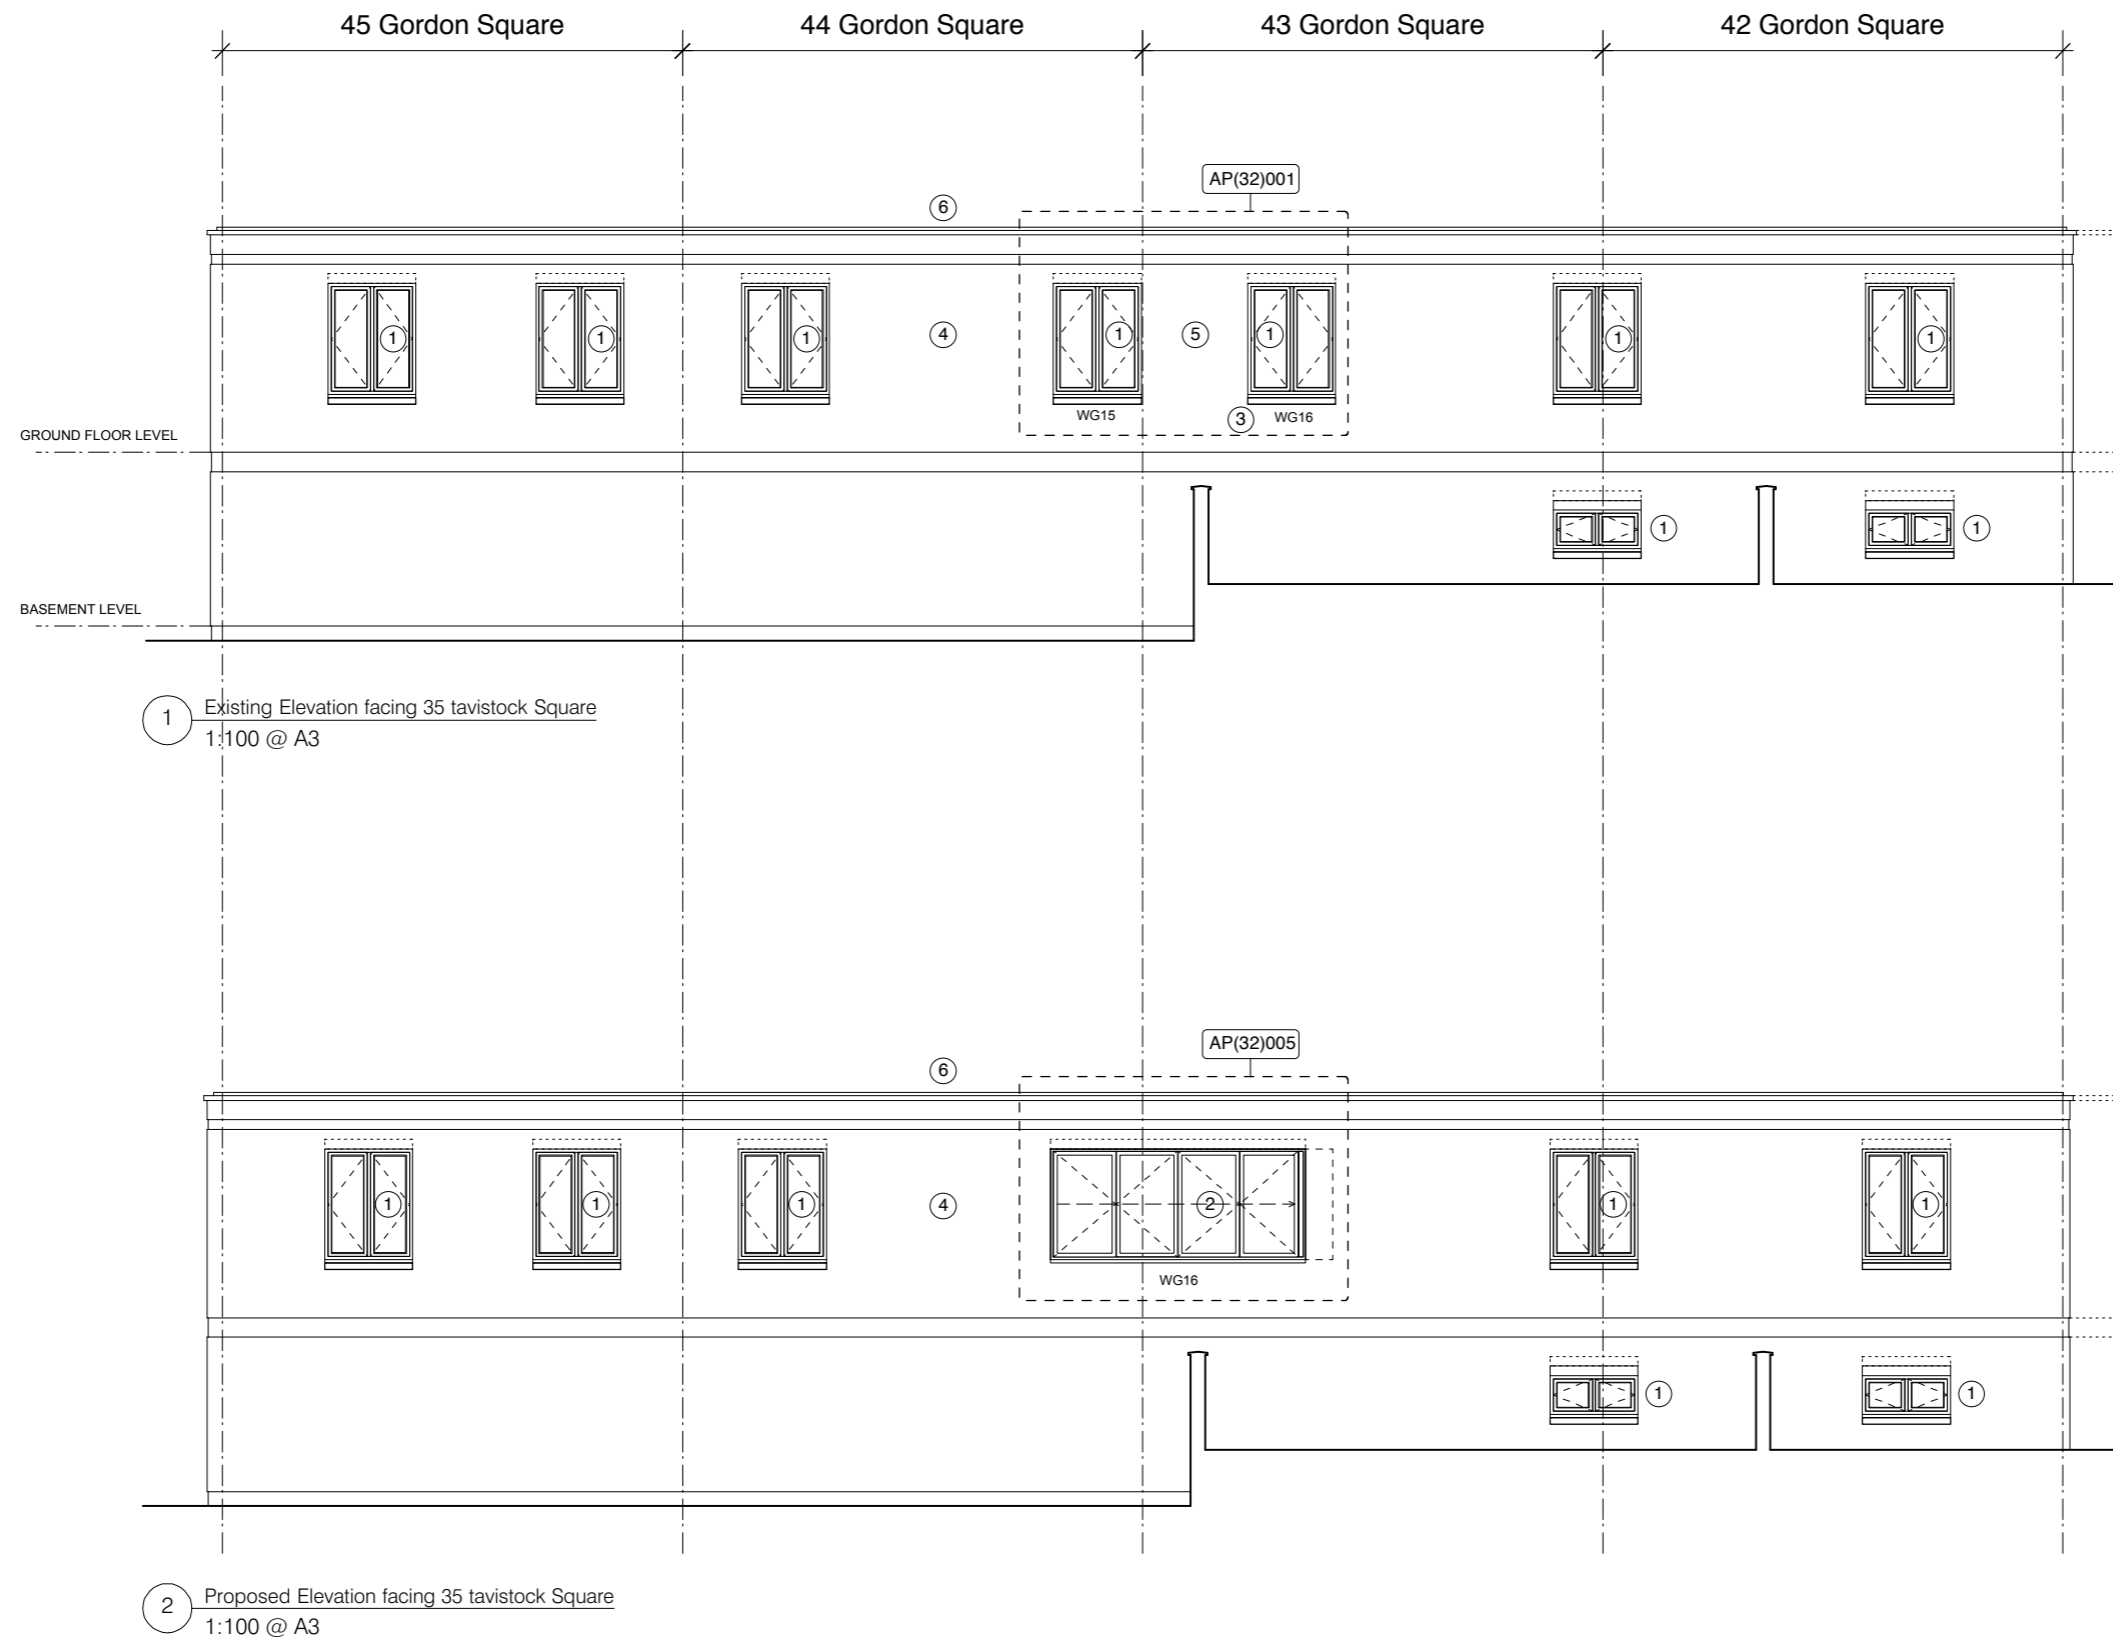 45 Gordon Square
44 Gordon Square
43 Gordon Square
42 Gordon Square
AP(32)001
6
1
1
1
4
1
5
1
1
1
WG15
3
WG16
GROUND FLOOR LEVEL
1
1
BASEMENT LEVEL
1
Existing Elevation facing 35 tavistock Square
1:100 @ A3
AP(32)005
6
1
1
1
4
2
1
1
WG16
1
1
2
Proposed Elevation facing 35 tavistock Square
1:100 @ A3